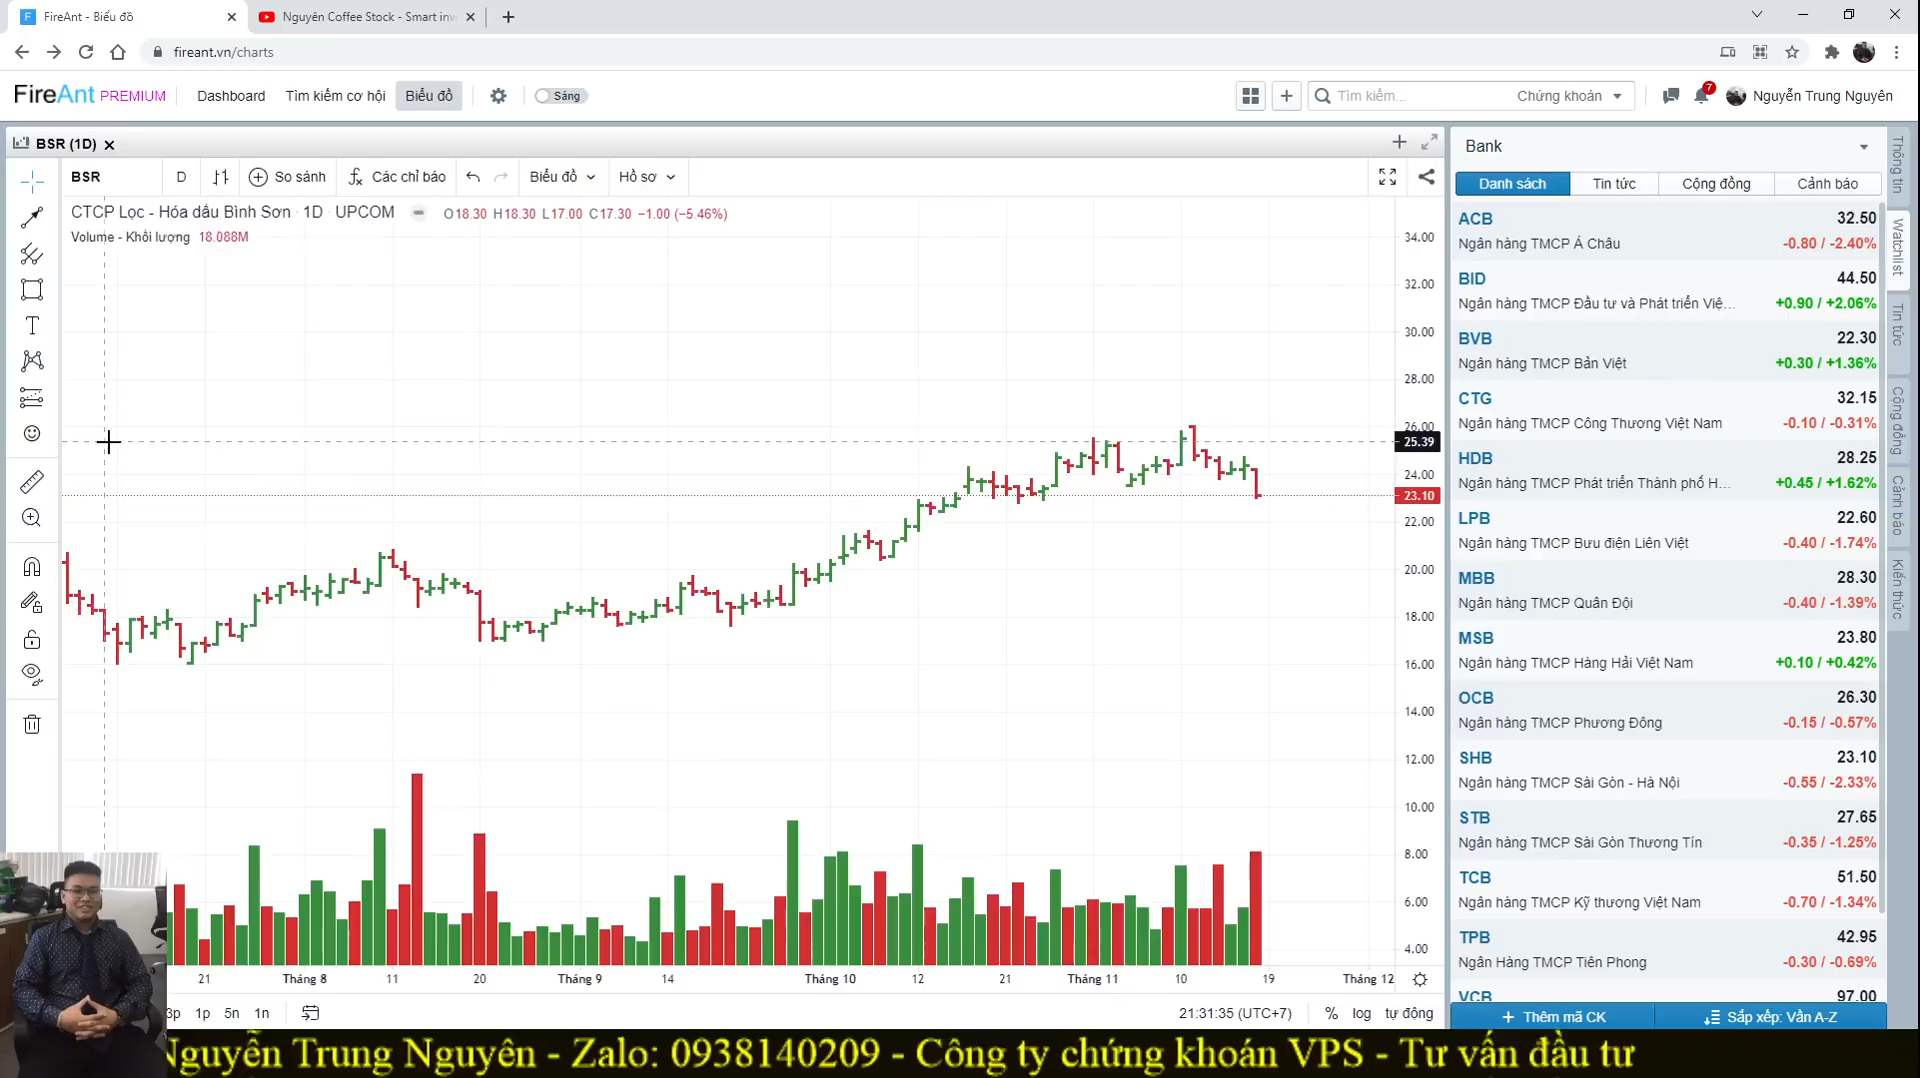 FireAnt - Biểu đồ
Nguyên Coffee Stock - Smart inv
fireant.vn/charts
FireAnt PREMIUM
Dashboard
Tìm kiếm cơ hội
Biểu đồ
Sáng
Tìm kiếm...
Chứng khoán
7
Nguyễn Trung Nguyên
BSR (1D)
BSR
D
So sánh
Các chỉ báo
Biểu đồ
Hồ sơ
CTCP Lọc - Hóa dầu Bình Sơn 1D UPCOM
O18.30 H18.30 L17.00 C17.30 −1.00 (−5.46%)
Volume - Khối lượng 18.088M
34.00
32.00
30.00
28.00
26.00
25.39
24.00
23.10
22.00
20.00
18.00
16.00
14.00
12.00
10.00
8.00
6.00
4.00
21
Tháng 8
11
20
Tháng 9
14
Tháng 10
12
21
Tháng 11
10
19
Tháng 12
3p
1p
5n
1n
21:31:35 (UTC+7)
%
log
tự động
Bank
Danh sách
Tin tức
Cộng đồng
Cảnh báo
ACB 32.50
Ngân hàng TMCP Á Châu -0.80 / -2.40%
BID 44.50
Ngân hàng TMCP Đầu tư và Phát triển Việ... +0.90 / +2.06%
BVB 22.30
Ngân hàng TMCP Bản Việt +0.30 / +1.36%
CTG 32.15
Ngân hàng TMCP Công Thương Việt Nam -0.10 / -0.31%
HDB 28.25
Ngân hàng TMCP Phát triển Thành phố H... +0.45 / +1.62%
LPB 22.60
Ngân hàng TMCP Bưu điện Liên Việt -0.40 / -1.74%
MBB 28.30
Ngân hàng TMCP Quân Đội -0.40 / -1.39%
MSB 23.80
Ngân hàng TMCP Hàng Hải Việt Nam +0.10 / +0.42%
OCB 26.30
Ngân hàng TMCP Phương Đông -0.15 / -0.57%
SHB 23.10
Ngân hàng TMCP Sài Gòn - Hà Nội -0.55 / -2.33%
STB 27.65
Ngân hàng TMCP Sài Gòn Thương Tín -0.35 / -1.25%
TCB 51.50
Ngân hàng TMCP Kỹ thương Việt Nam -0.70 / -1.34%
TPB 42.95
Ngân Hàng TMCP Tiên Phong -0.30 / -0.69%
VCB 97.00
Thêm mã CK
Sắp xếp: Vần A-Z
Thông tin
Watchlist
Tin tức
Cộng đồng
Cảnh báo
Kiến thức
Nguyễn Trung Nguyên - Zalo: 0938140209 - Công ty chứng khoán VPS - Tư vấn đầu tư